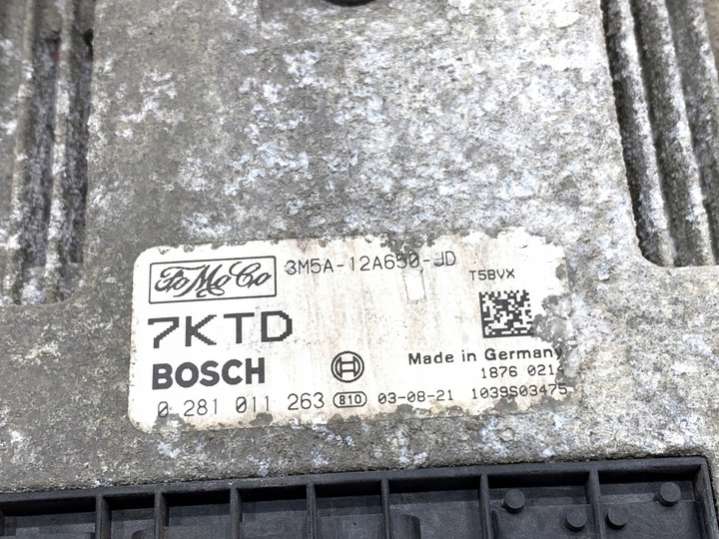 FoMoCo 3M5A-12A650-JD
T5BVX
7KTD
Made in Germany
BOSCH
1876 021
0 281 011 263 810 03-08-21 1039S03475